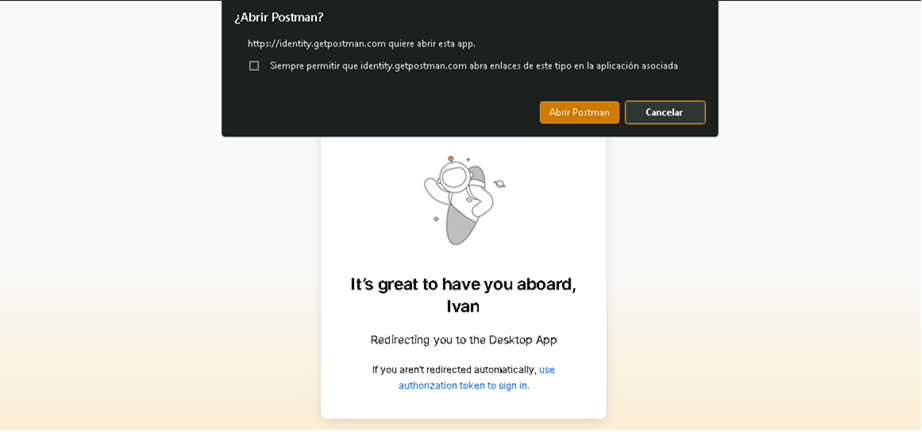 ¿Abrir Postman?
https://identity.getpostman.com quiere abrir esta app.
Siempre permitir que identity.getpostman.com abra enlaces de este tipo en la aplicación asociada
Abrir Postman Cancelar
It's great to have you aboard,
Ivan
Redirecting you to the Desktop App
If you aren't redirected automatically, use
authorization token to sign in.